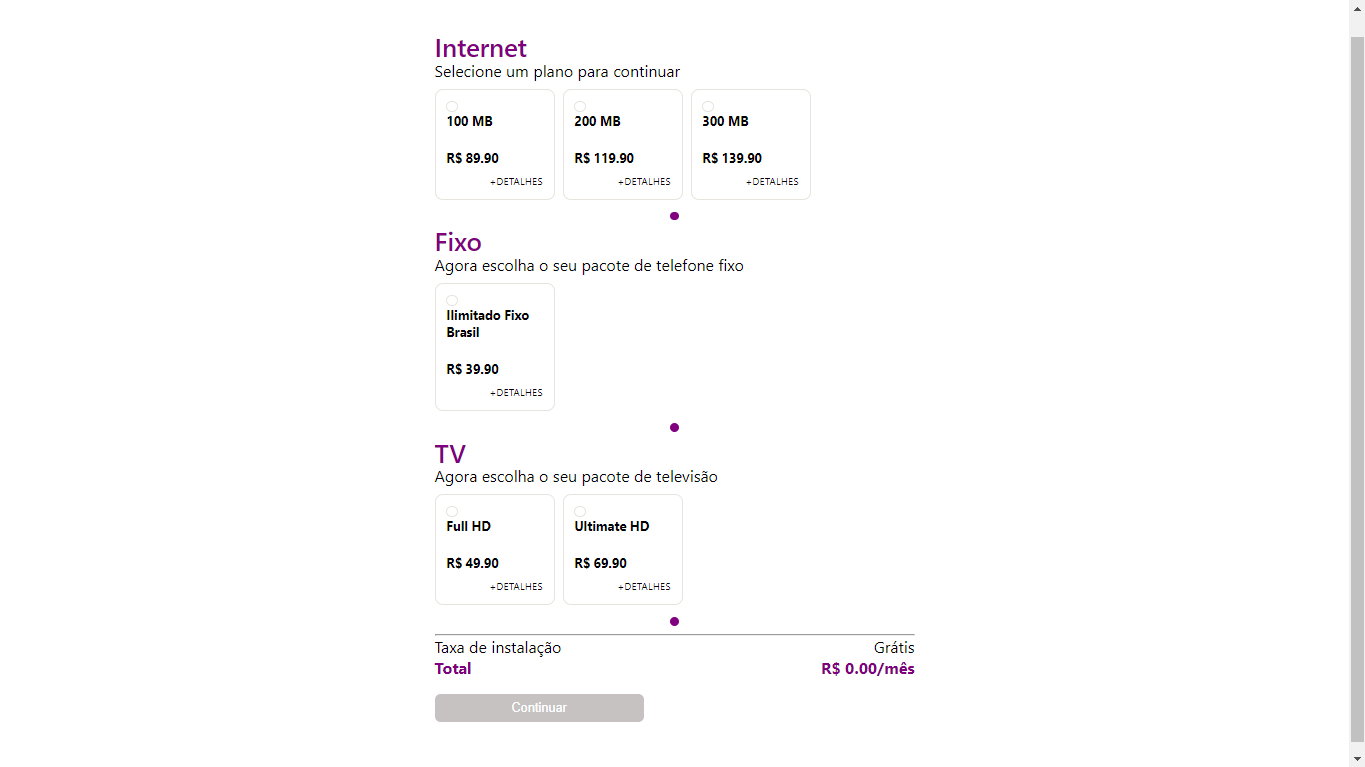 Internet
Selecione um plano para continuar
100 MB
R$ 89.90
+DETALHES
200 MB
R$ 119.90
+DETALHES
300 MB
R$ 139.90
+DETALHES
Fixo
Agora escolha o seu pacote de telefone fixo
Ilimitado Fixo
Brasil
R$ 39.90
+DETALHES
TV
Agora escolha o seu pacote de televisão
Full HD
R$ 49.90
+DETALHES
Ultimate HD
R$ 69.90
+DETALHES
Taxa de instalação Grátis
Total R$ 0.00/mês
Continuar